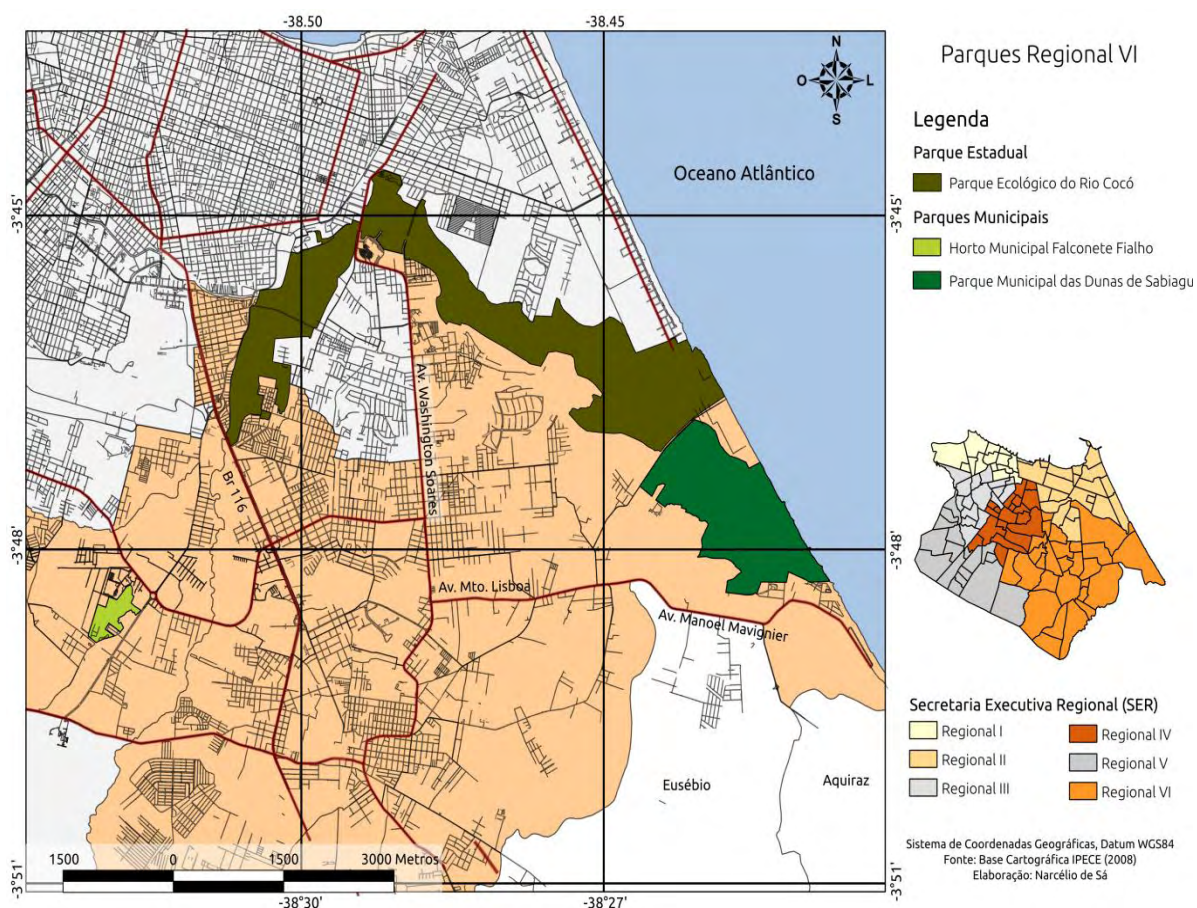 -38.50
-38.45
Parques Regional VI
N
O
L
S
Legenda
Parque Estadual
Parque Ecológico do Rio Cocó
Parques Municipais
Horto Municipal Falconete Fialho
Parque Municipal das Dunas de Sabiagu
Oceano Atlântico
-3°45'
-3°45'
Av. Washington Soares
Br 116
-3°48'
-3°48'
Av. Mto. Lisboa
Av. Manoel Mavignier
Eusébio
Aquiraz
Secretaria Executiva Regional (SER)
Regional I
Regional II
Regional III
Regional IV
Regional V
Regional VI
Sistema de Coordenadas Geográficas, Datum WGS84
Fonte: Base Cartográfica IPECE (2008)
Elaboração: Narcélio de Sá
1500
0
1500
3000 Metros
-3°51'
-3°51'
-38°30'
-38°27'